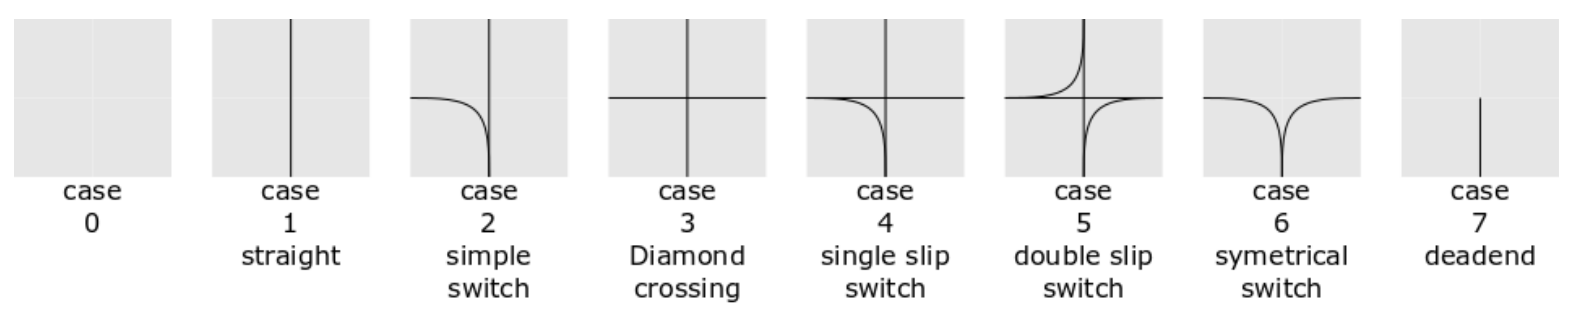 case
0
case
1
straight
case
2
simple
switch
case
3
Diamond
crossing
case
4
single slip
switch
case
5
double slip
switch
case
6
symetrical
switch
case
7
deadend